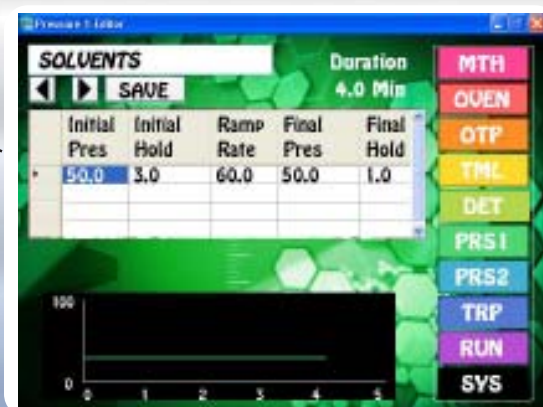 Pressure 1 Editor
SOLVENTS
Duration
4.0 Min
SAVE
Initial Pres Initial Hold Ramp Rate Final Pres Final Hold
50.0 3.0 60.0 50.0 1.0
100
0
0 1 2 3 4 5
MTH
OVEN
OTP
TML
DET
PRS1
PRS2
TRP
RUN
SYS